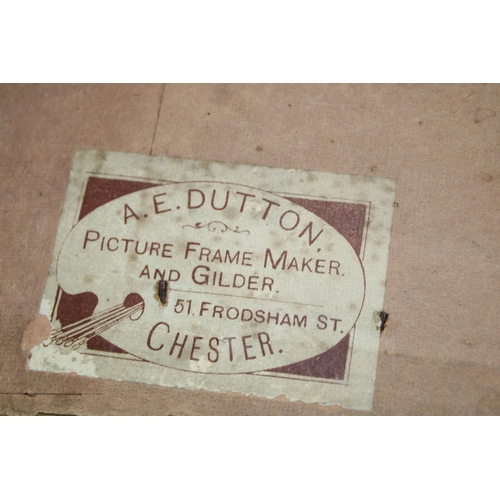 A. E. DUTTON,
PICTURE FRAME MAKER.
AND GILDER.
51. FRODSHAM ST.
CHESTER.